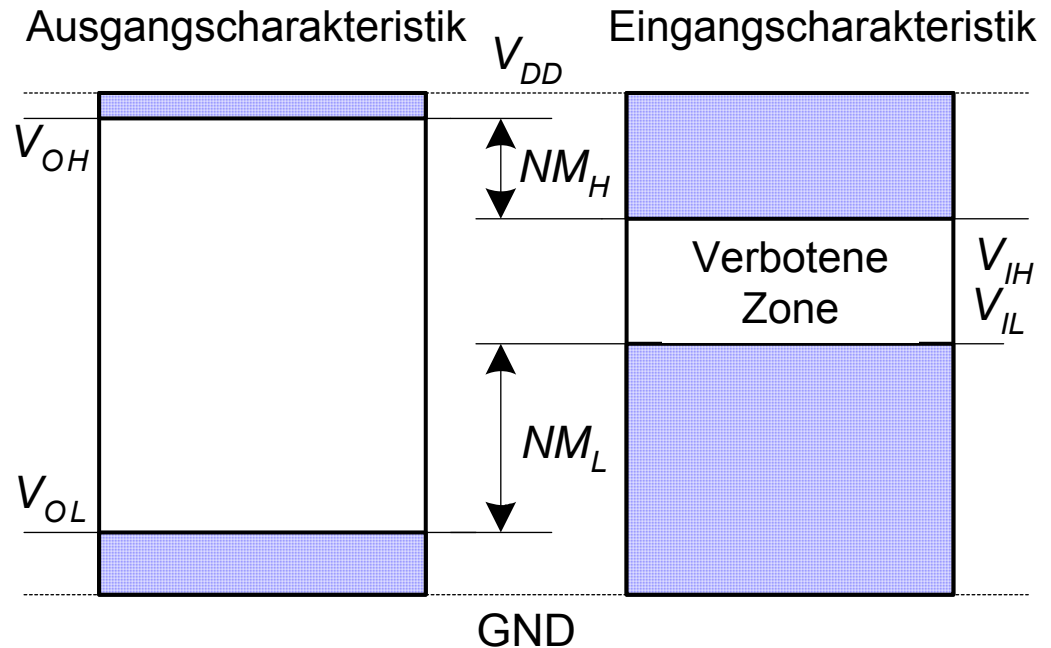 Ausgangscharakteristik
Eingangscharakteristik
V_DD
V_OH
NM_H
Verbotene
Zone
V_IH
V_IL
NM_L
V_OL
GND